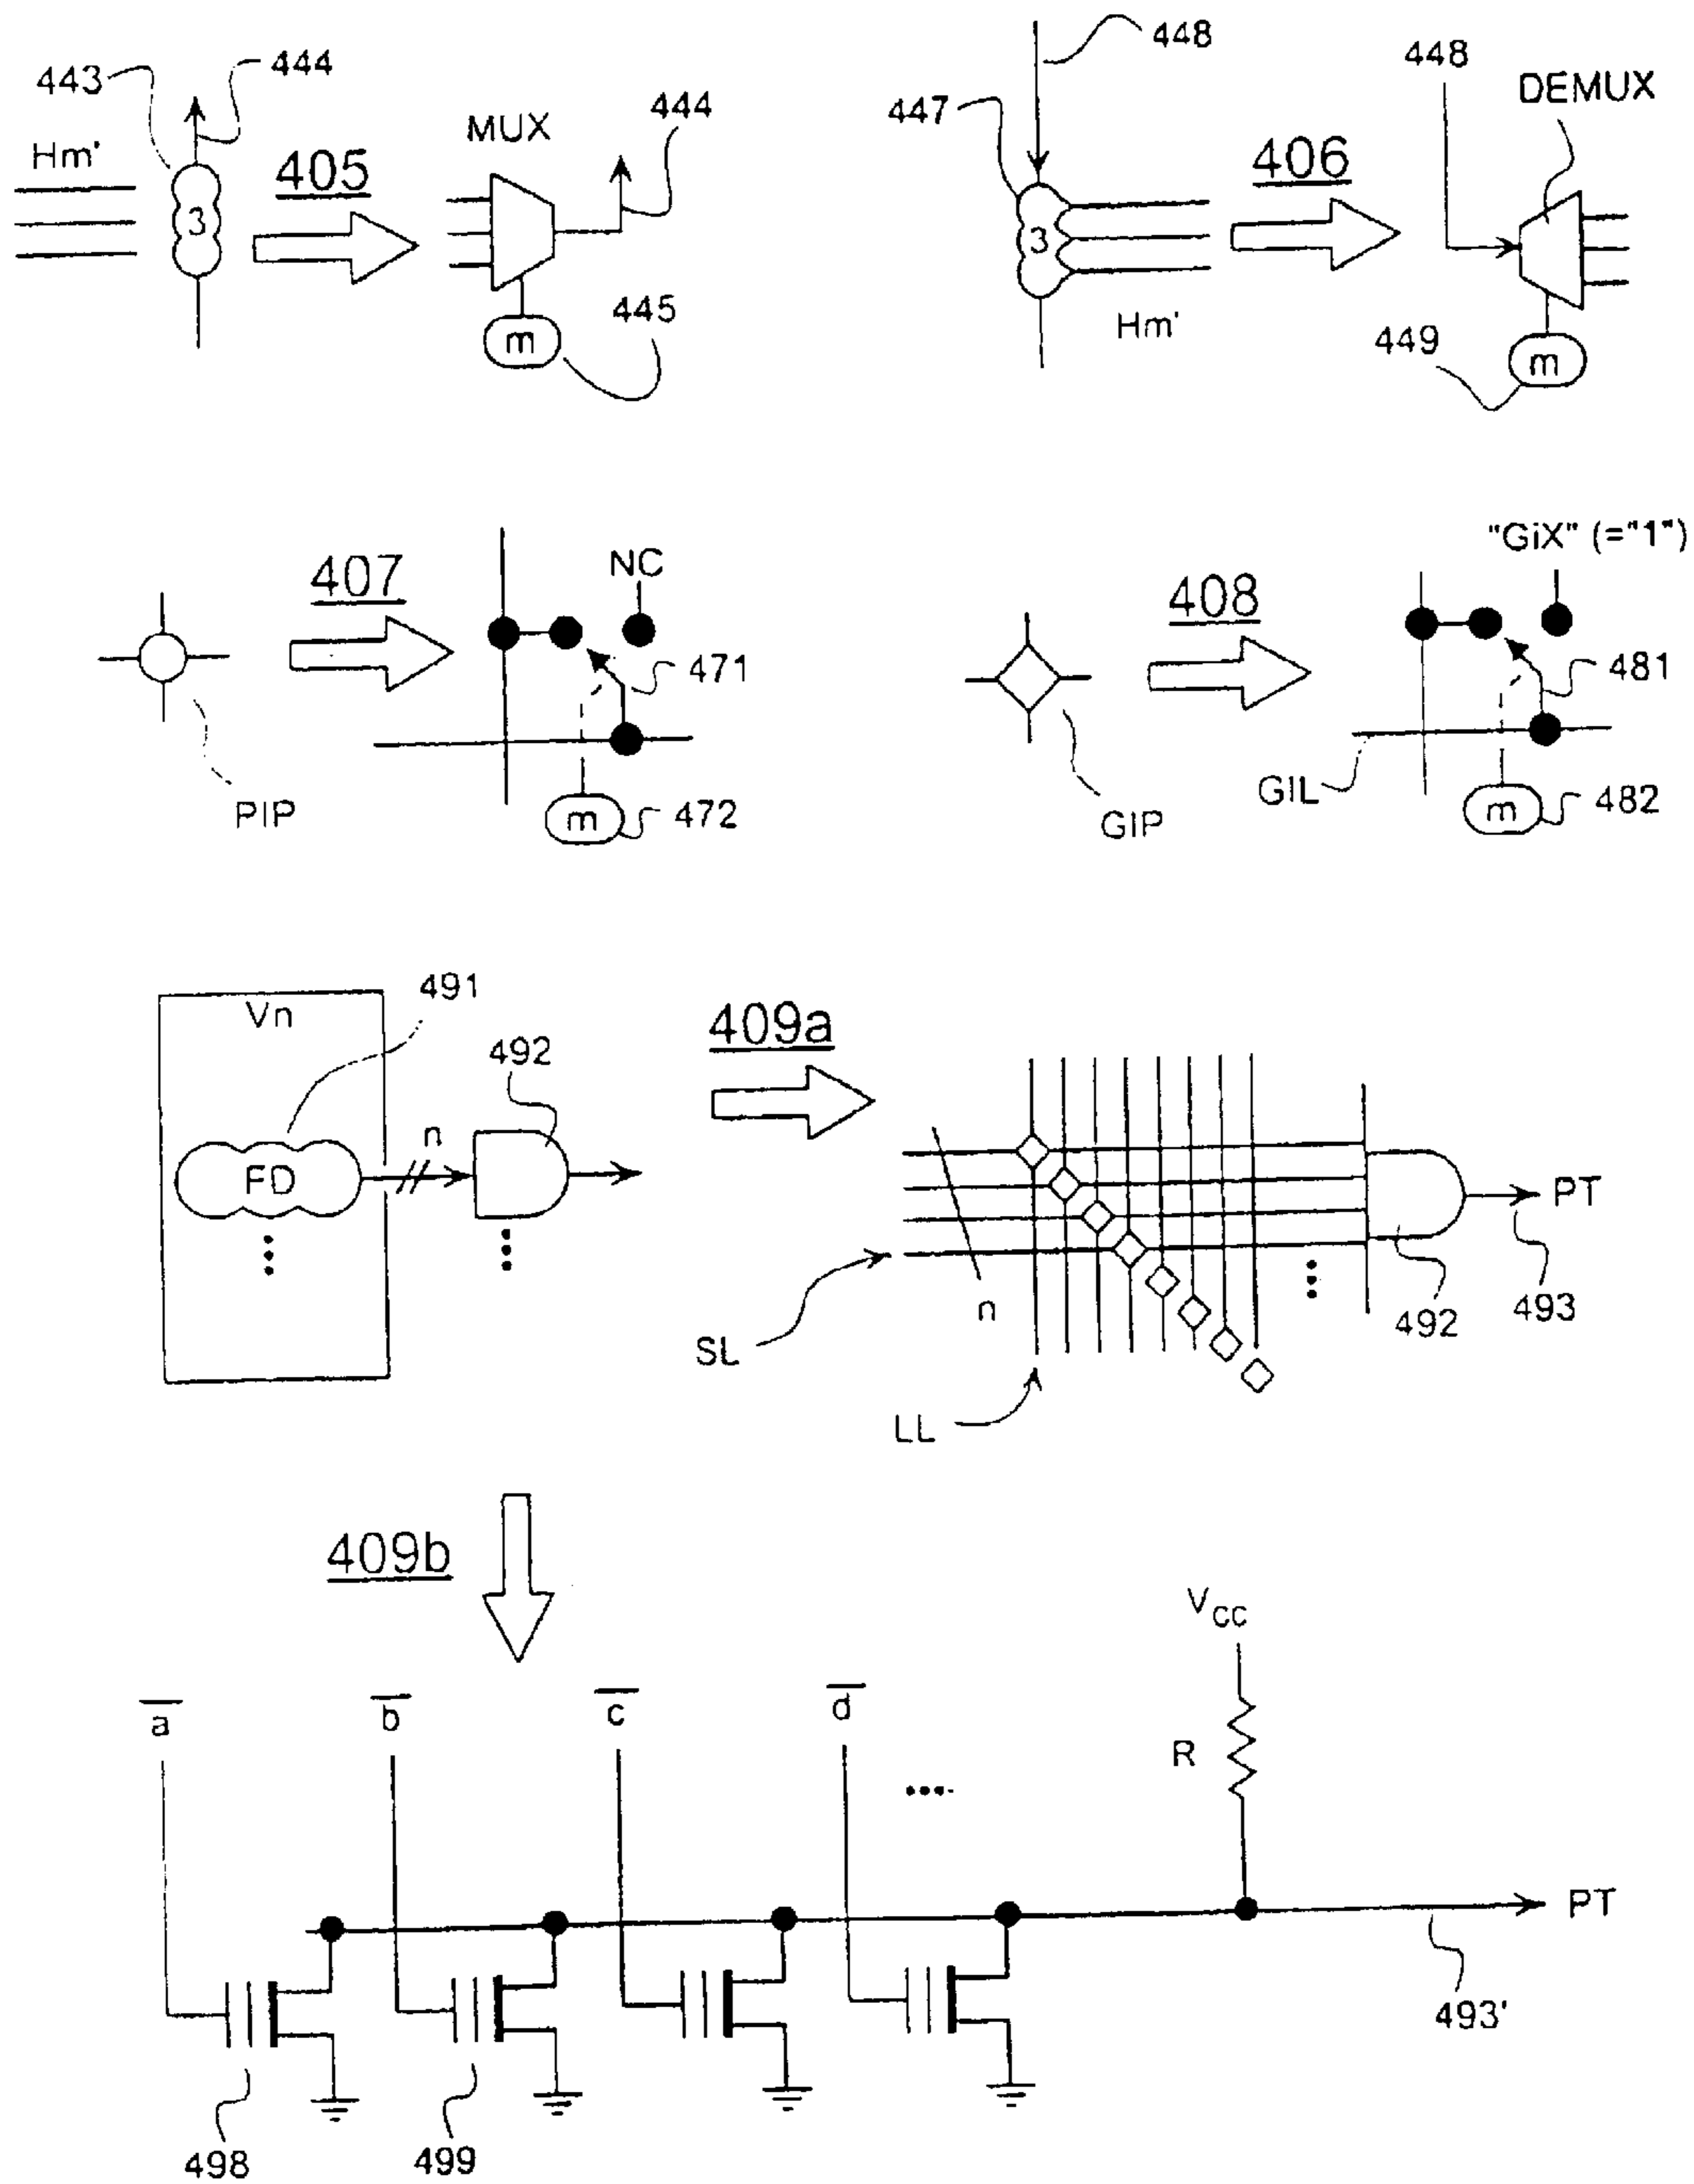 443
444
Hm'
3
405
MUX
444
m
445
448
447
3
Hm'
406
448
DEMUX
449
m
PIP
407
NC
471
m
472
GIP
408
"GiX" (="1")
481
GIL
m
482
Vn
491
FD
n
492
409a
SL
n
LL
492
PT
493
409b
a̅
b̅
c̅
d̅
VCC
R
PT
493'
498
499